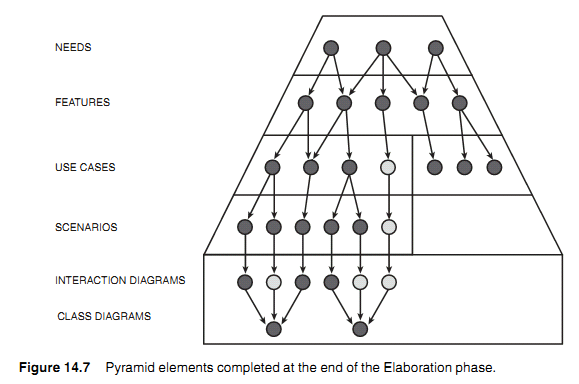 NEEDS
FEATURES
USE CASES
SCENARIOS
INTERACTION DIAGRAMS
CLASS DIAGRAMS
Figure 14.7 Pyramid elements completed at the end of the Elaboration phase.